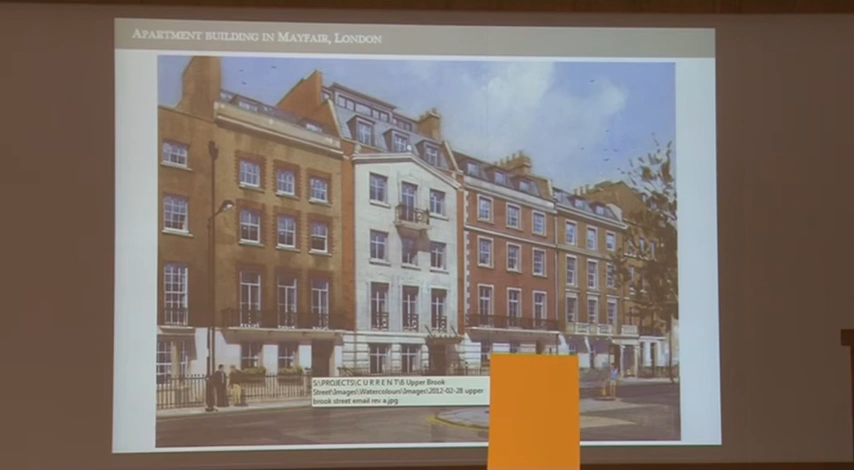 APARTMENT BUILDING IN MAYFAIR, LONDON
S:\PROJECTS\C U R R E N T\6 Upper Brook
Street\Images\Watercolours\Images\2012-02-28 upper
brook street email rev a.jpg